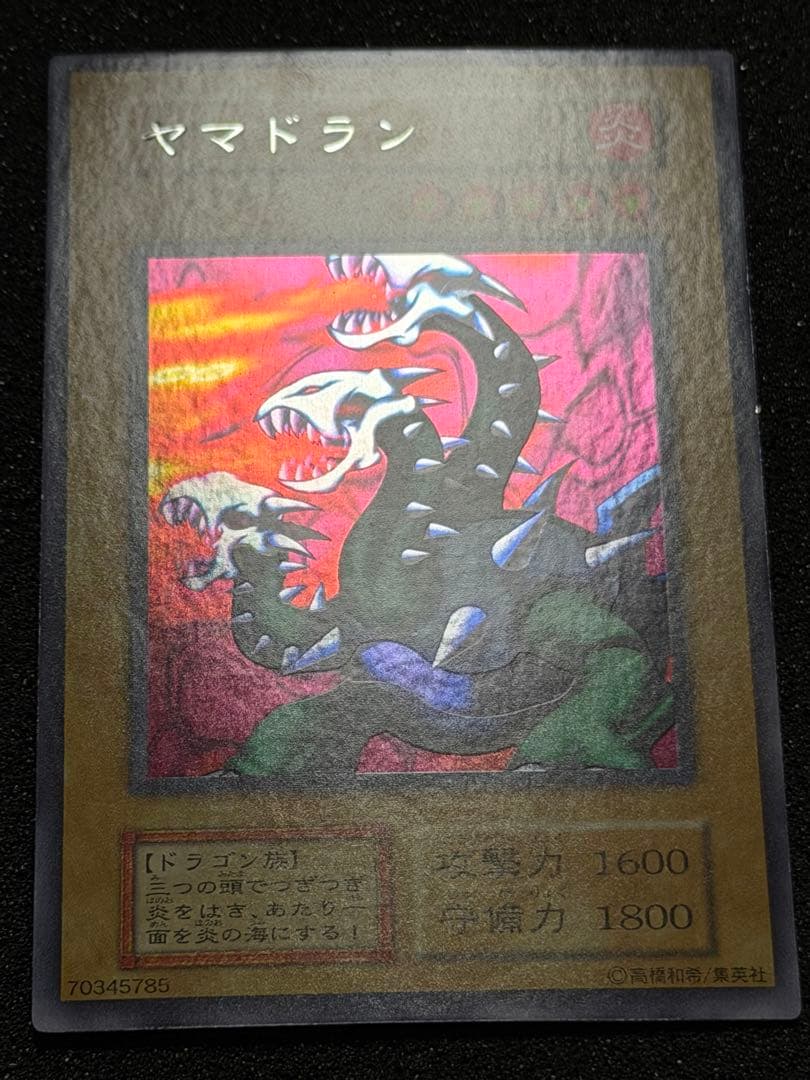 ヤマドラン
炎
【ドラゴン族】
三つの頭でつぎつぎ
炎をはき、あたり一
面を炎の海にする！
攻撃力 1600
守備力 1800
70345785
©高橋和希/集英社